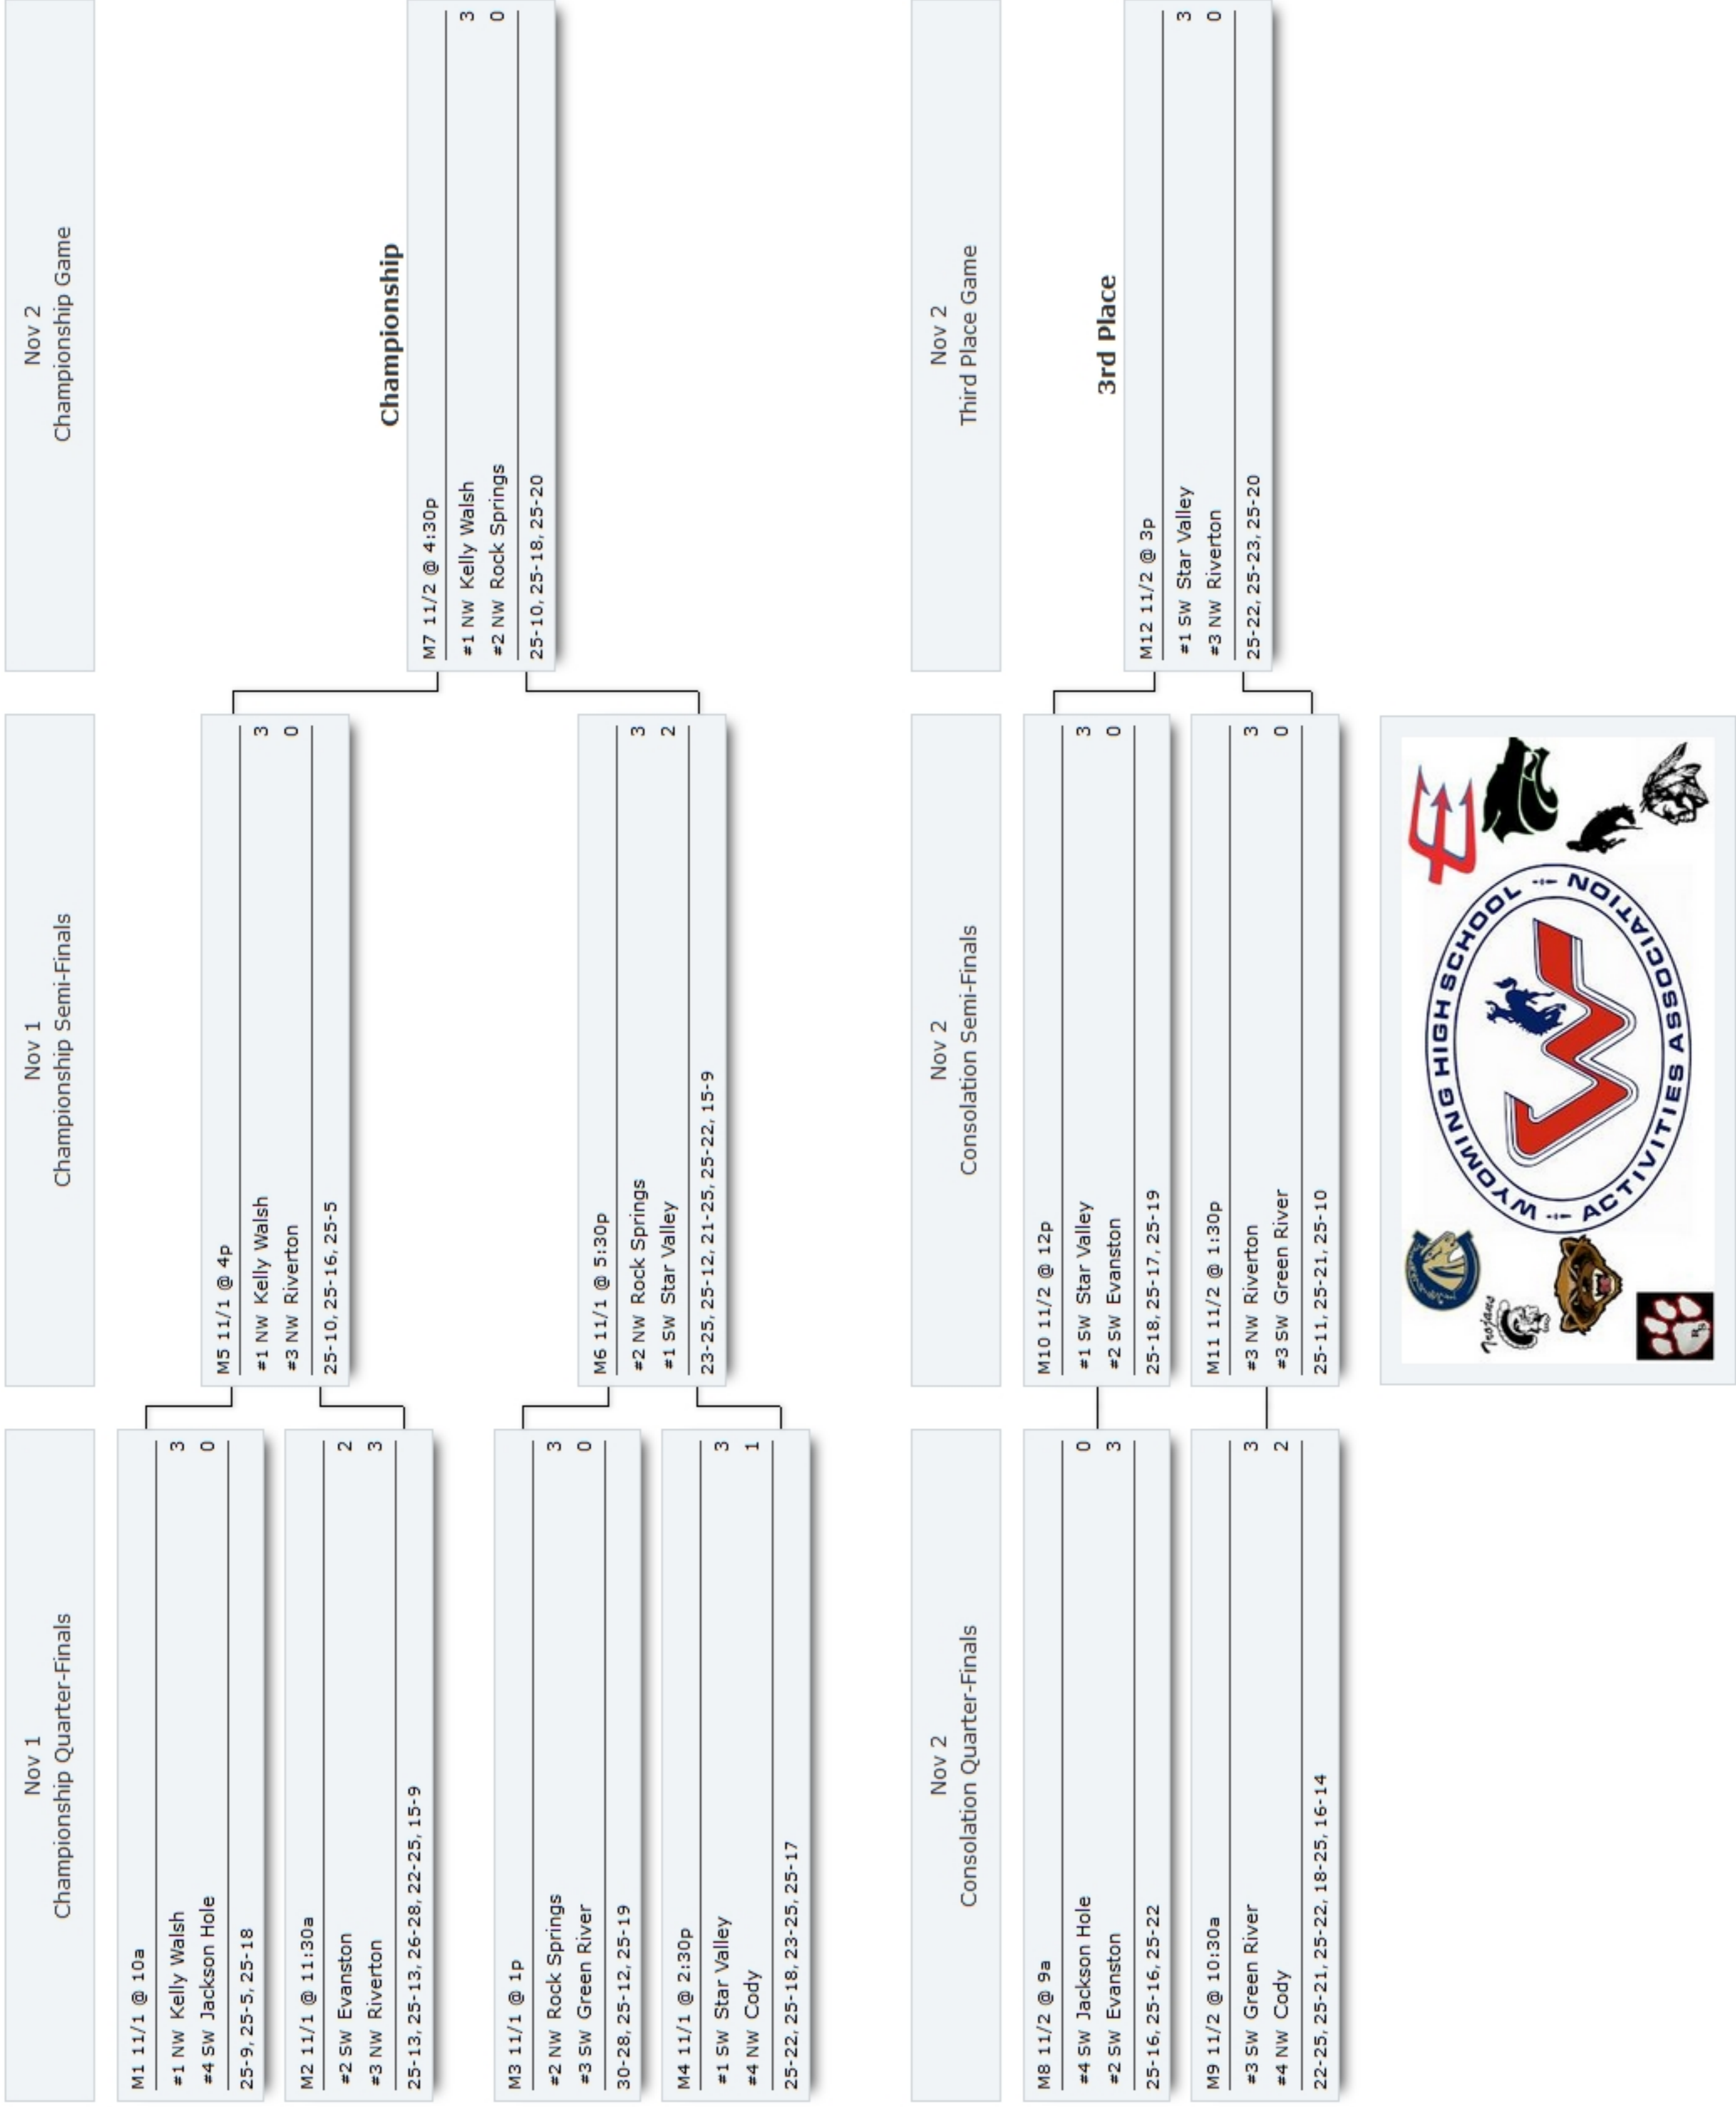 Nov 1
Championship Quarter-Finals
Nov 1
Championship Semi-Finals
Nov 2
Championship Game
M1 11/1 @ 10a
#1 NW Kelly Walsh 3
#4 SW Jackson Hole 0
25-9, 25-5, 25-18
M2 11/1 @ 11:30a
#2 SW Evanston 2
#3 NW Riverton 3
25-13, 25-13, 26-28, 22-25, 15-9
M3 11/1 @ 1p
#2 NW Rock Springs 3
#3 SW Green River 0
30-28, 25-12, 25-19
M4 11/1 @ 2:30p
#1 SW Star Valley 3
#4 NW Cody 1
25-22, 25-18, 23-25, 25-17
M5 11/1 @ 4p
#1 NW Kelly Walsh 3
#3 NW Riverton 0
25-10, 25-16, 25-5
M6 11/1 @ 5:30p
#2 NW Rock Springs 3
#1 SW Star Valley 2
23-25, 25-12, 21-25, 25-22, 15-9
Championship
M7 11/2 @ 4:30p
#1 NW Kelly Walsh 3
#2 NW Rock Springs 0
25-10, 25-18, 25-20
Nov 2
Consolation Quarter-Finals
Nov 2
Consolation Semi-Finals
Nov 2
Third Place Game
M8 11/2 @ 9a
#4 SW Jackson Hole 0
#2 SW Evanston 3
25-16, 25-16, 25-22
M9 11/2 @ 10:30a
#3 SW Green River 3
#4 NW Cody 2
22-25, 25-21, 25-22, 18-25, 16-14
M10 11/2 @ 12p
#1 SW Star Valley 3
#2 SW Evanston 0
25-18, 25-17, 25-19
M11 11/2 @ 1:30p
#3 NW Riverton 3
#3 SW Green River 0
25-11, 25-21, 25-10
3rd Place
M12 11/2 @ 3p
#1 SW Star Valley 3
#3 NW Riverton 0
25-22, 25-23, 25-20
WYOMING HIGH SCHOOL
ACTIVITIES ASSOCIATION
Trojans